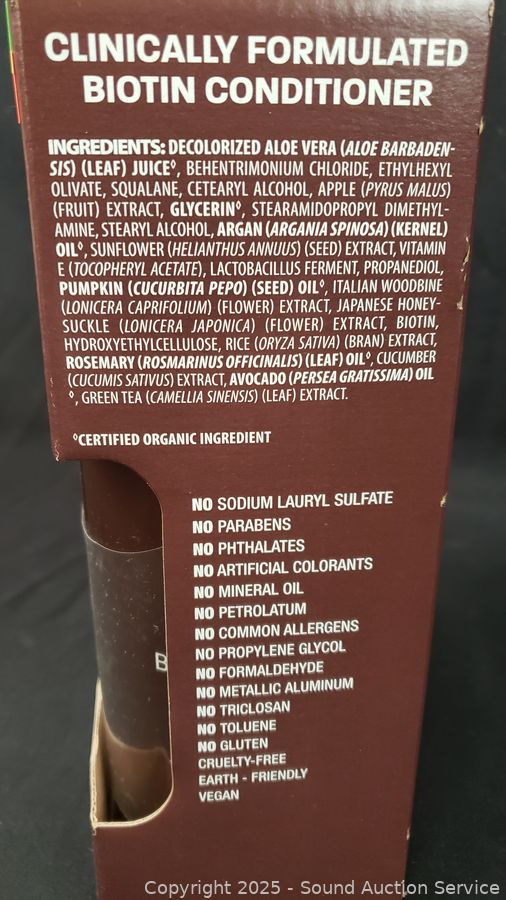 CLINICALLY FORMULATED
BIOTIN CONDITIONER
INGREDIENTS: DECOLORIZED ALOE VERA (ALOE BARBADEN-
SIS) (LEAF) JUICE◊, BEHENTRIMONIUM CHLORIDE, ETHYLHEXYL
OLIVATE, SQUALANE, CETEARYL ALCOHOL, APPLE (PYRUS MALUS)
(FRUIT) EXTRACT, GLYCERIN◊, STEARAMIDOPROPYL DIMETHYL-
AMINE, STEARYL ALCOHOL, ARGAN (ARGANIA SPINOSA) (KERNEL)
OIL◊, SUNFLOWER (HELIANTHUS ANNUUS) (SEED) EXTRACT, VITAMIN
E (TOCOPHERYL ACETATE), LACTOBACILLUS FERMENT, PROPANEDIOL,
PUMPKIN (CUCURBITA PEPO) (SEED) OIL◊, ITALIAN WOODBINE
(LONICERA CAPRIFOLIUM) (FLOWER) EXTRACT, JAPANESE HONEY-
SUCKLE (LONICERA JAPONICA) (FLOWER) EXTRACT, BIOTIN,
HYDROXYETHYLCELLULOSE, RICE (ORYZA SATIVA) (BRAN) EXTRACT,
ROSEMARY (ROSMARINUS OFFICINALIS) (LEAF) OIL◊, CUCUMBER
(CUCUMIS SATIVUS) EXTRACT, AVOCADO (PERSEA GRATISSIMA) OIL
◊, GREEN TEA (CAMELLIA SINENSIS) (LEAF) EXTRACT.
◊CERTIFIED ORGANIC INGREDIENT
NO SODIUM LAURYL SULFATE
NO PARABENS
NO PHTHALATES
NO ARTIFICIAL COLORANTS
NO MINERAL OIL
NO PETROLATUM
NO COMMON ALLERGENS
NO PROPYLENE GLYCOL
NO FORMALDEHYDE
NO METALLIC ALUMINUM
NO TRICLOSAN
NO TOLUENE
NO GLUTEN
CRUELTY-FREE
EARTH - FRIENDLY
VEGAN
B
Copyright 2025 - Sound Auction Service